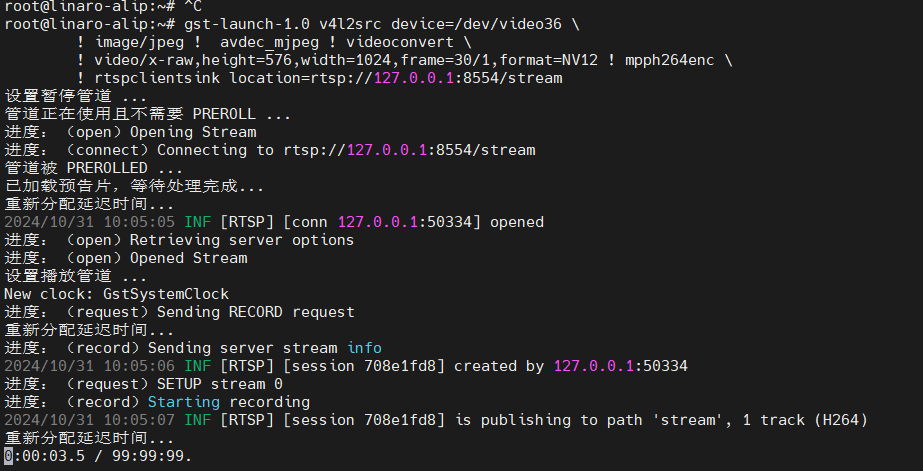 root@linaro-alip:~# ^C
root@linaro-alip:~# gst-launch-1.0 v4l2src device=/dev/video36 \
! image/jpeg ! avdec_mjpeg ! videoconvert \
! video/x-raw,height=576,width=1024,frame=30/1,format=NV12 ! mpph264enc \
! rtspclientsink location=rtsp://127.0.0.1:8554/stream
设置暂停管道 ...
管道正在使用且不需要 PREROLL ...
进度：（open）Opening Stream
进度：（connect）Connecting to rtsp://127.0.0.1:8554/stream
管道被 PREROLLED ...
已加载预告片，等待处理完成...
重新分配延迟时间...
2024/10/31 10:05:05 INF [RTSP] [conn 127.0.0.1:50334] opened
进度：（open）Retrieving server options
进度：（open）Opened Stream
设置播放管道 ...
New clock: GstSystemClock
进度：（request）Sending RECORD request
重新分配延迟时间...
进度：（record）Sending server stream info
2024/10/31 10:05:06 INF [RTSP] [session 708e1fd8] created by 127.0.0.1:50334
进度：（request）SETUP stream 0
进度：（record）Starting recording
2024/10/31 10:05:07 INF [RTSP] [session 708e1fd8] is publishing to path 'stream', 1 track (H264)
重新分配延迟时间...
0:00:03.5 / 99:99:99.